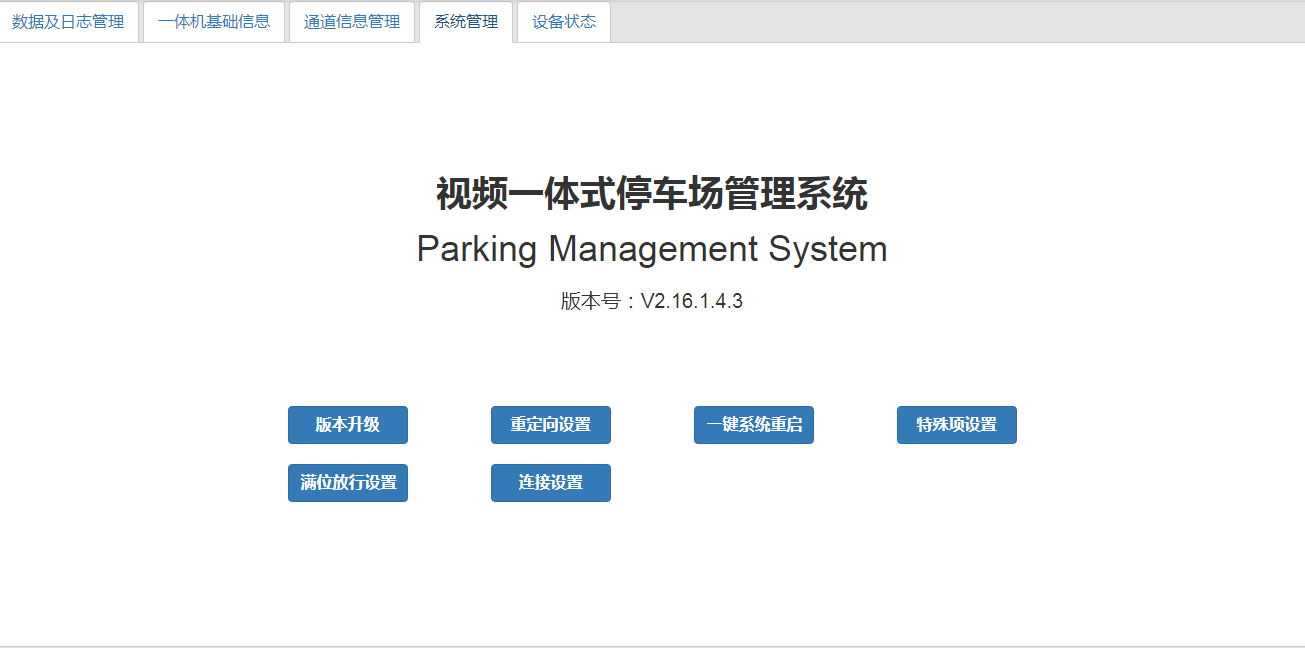 数据及日志管理 一体机基础信息 通道信息管理 系统管理 设备状态
视频一体式停车场管理系统
Parking Management System
版本号：V2.16.1.4.3
版本升级 重定向设置 一键系统重启 特殊项设置
满位放行设置 连接设置